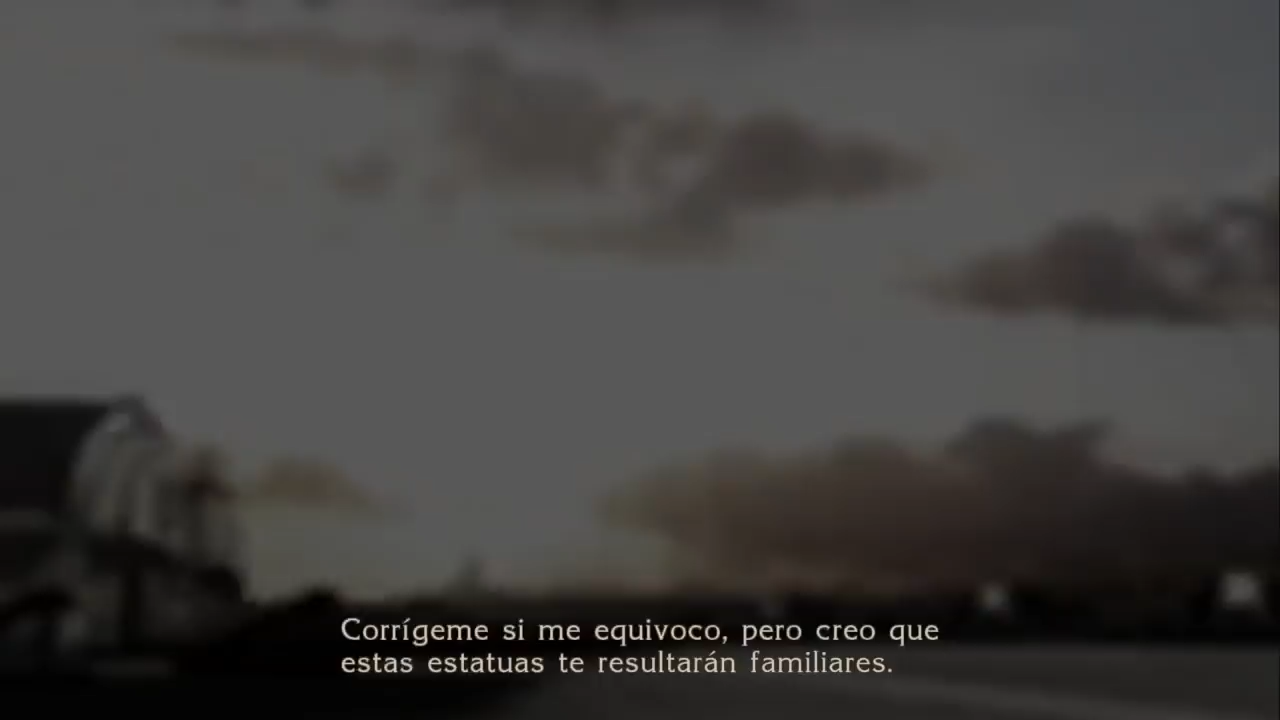 Corrígeme si me equivoco, pero creo que
estas estatuas te resultarán familiares.